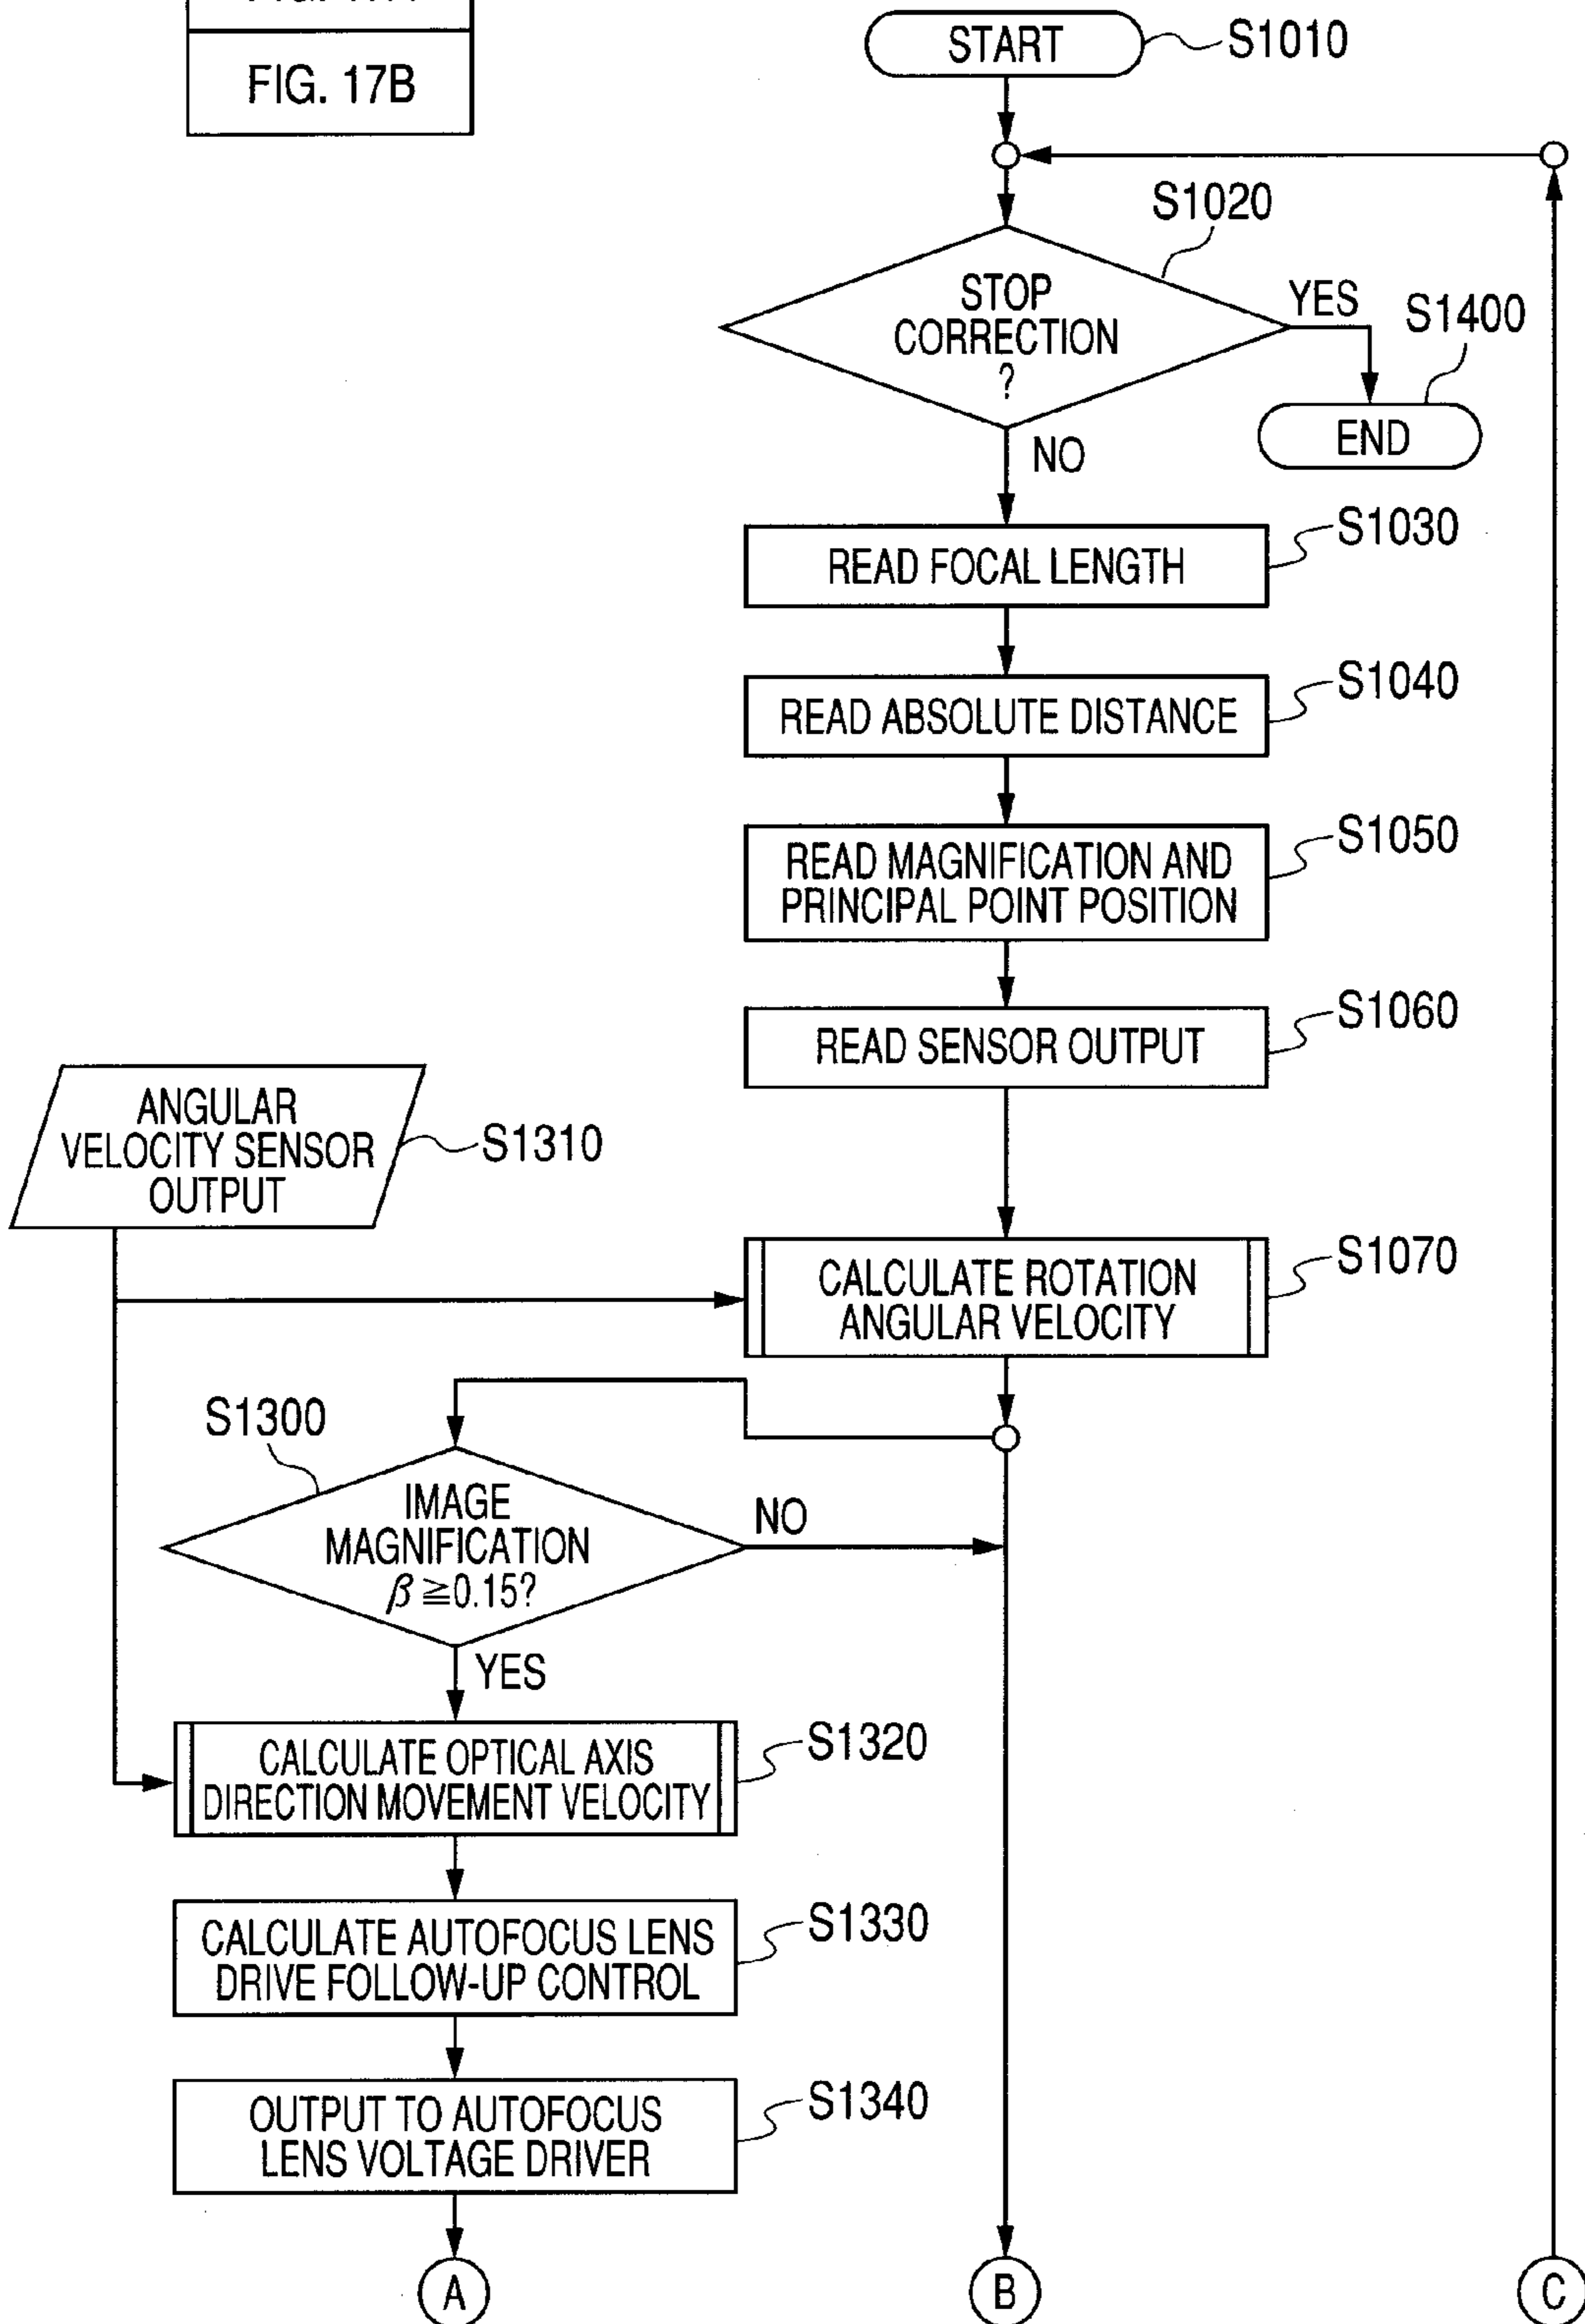 FIG. 17B
START
S1010
S1020
STOP
CORRECTION
?
YES
S1400
END
NO
S1030
READ FOCAL LENGTH
S1040
READ ABSOLUTE DISTANCE
S1050
READ MAGNIFICATION AND
PRINCIPAL POINT POSITION
S1060
READ SENSOR OUTPUT
ANGULAR
VELOCITY SENSOR
OUTPUT
S1310
S1070
CALCULATE ROTATION
ANGULAR VELOCITY
S1300
IMAGE
MAGNIFICATION
β ≧0.15?
NO
YES
S1320
CALCULATE OPTICAL AXIS
DIRECTION MOVEMENT VELOCITY
S1330
CALCULATE AUTOFOCUS LENS
DRIVE FOLLOW-UP CONTROL
S1340
OUTPUT TO AUTOFOCUS
LENS VOLTAGE DRIVER
A
B
C